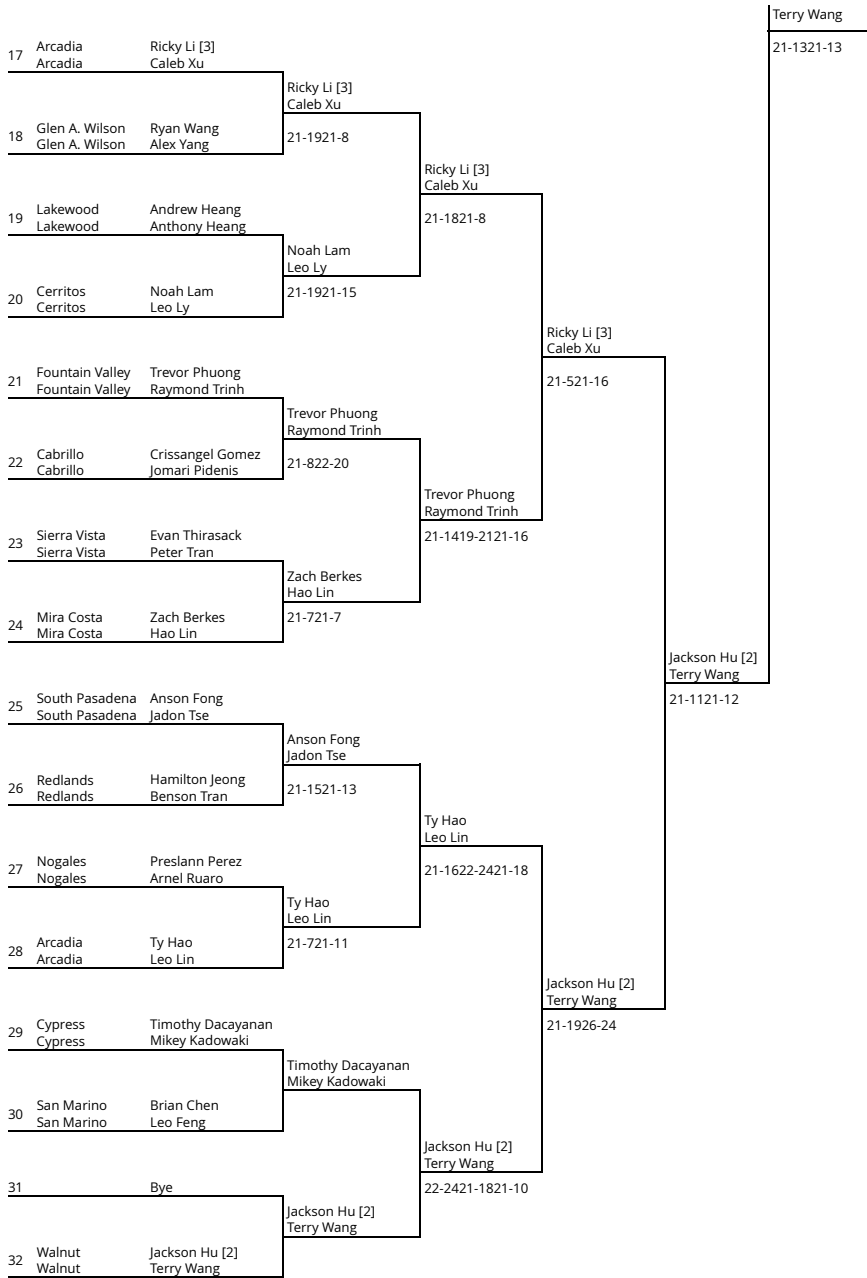 Terry Wang
21-1321-13
17 Arcadia Ricky Li [3]
Arcadia Caleb Xu
Ricky Li [3]
Caleb Xu
18 Glen A. Wilson Ryan Wang
Glen A. Wilson Alex Yang
21-1921-8
Ricky Li [3]
Caleb Xu
21-1821-8
19 Lakewood Andrew Heang
Lakewood Anthony Heang
Noah Lam
Leo Ly
21-1921-15
20 Cerritos Noah Lam
Cerritos Leo Ly
Ricky Li [3]
Caleb Xu
21-521-16
21 Fountain Valley Trevor Phuong
Fountain Valley Raymond Trinh
Trevor Phuong
Raymond Trinh
22 Cabrillo Crissangel Gomez
Cabrillo Jomari Pidenis
21-822-20
Trevor Phuong
Raymond Trinh
21-1419-2121-16
23 Sierra Vista Evan Thirasack
Sierra Vista Peter Tran
Zach Berkes
Hao Lin
21-721-7
24 Mira Costa Zach Berkes
Mira Costa Hao Lin
Jackson Hu [2]
Terry Wang
21-1121-12
25 South Pasadena Anson Fong
South Pasadena Jadon Tse
Anson Fong
Jadon Tse
26 Redlands Hamilton Jeong
Redlands Benson Tran
21-1521-13
Ty Hao
Leo Lin
21-1622-2421-18
27 Nogales Preslann Perez
Nogales Arnel Ruaro
Ty Hao
Leo Lin
21-721-11
28 Arcadia Ty Hao
Arcadia Leo Lin
Jackson Hu [2]
Terry Wang
21-1926-24
29 Cypress Timothy Dacayanan
Cypress Mikey Kadowaki
Timothy Dacayanan
Mikey Kadowaki
30 San Marino Brian Chen
San Marino Leo Feng
Jackson Hu [2]
Terry Wang
22-2421-1821-10
31 Bye
Jackson Hu [2]
Terry Wang
32 Walnut Jackson Hu [2]
Walnut Terry Wang